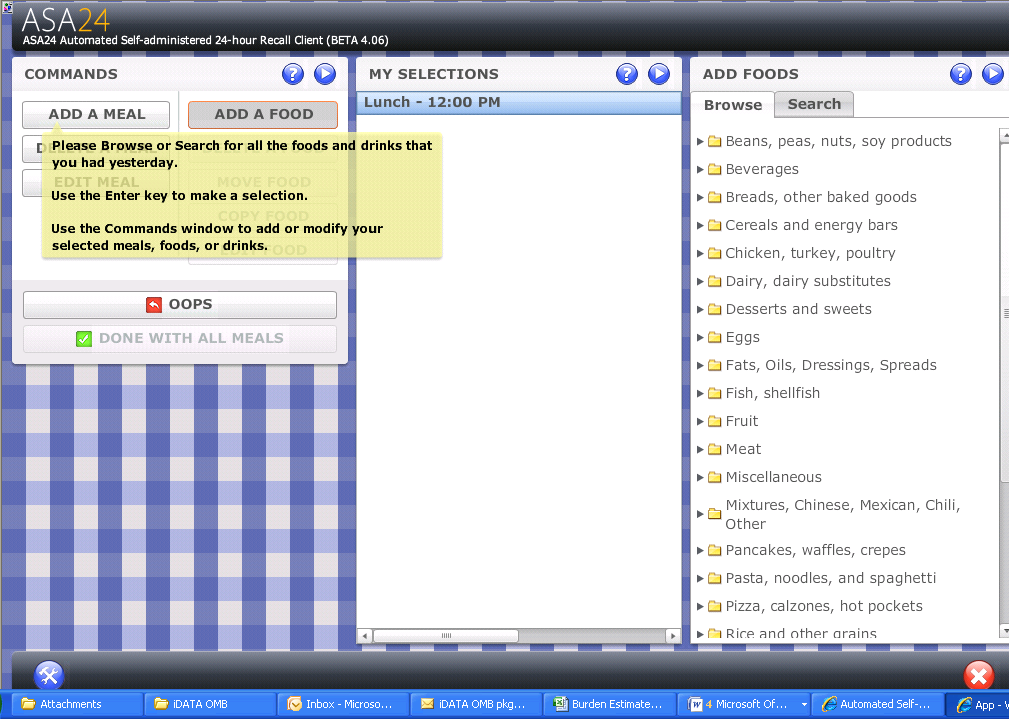 ASA24
ASA24 Automated Self-administered 24-hour Recall Client (BETA 4.06)
COMMANDS
ADD A MEAL
ADD A FOOD
EDIT MEAL
MOVE FOOD
COPY FOOD
EDIT FOOD
Please Browse or Search for all the foods and drinks that
you had yesterday.
Use the Enter key to make a selection.
Use the Commands window to add or modify your
selected meals, foods, or drinks.
OOPS
DONE WITH ALL MEALS
MY SELECTIONS
Lunch - 12:00 PM
ADD FOODS
Browse
Search
Beans, peas, nuts, soy products
Beverages
Breads, other baked goods
Cereals and energy bars
Chicken, turkey, poultry
Dairy, dairy substitutes
Desserts and sweets
Eggs
Fats, Oils, Dressings, Spreads
Fish, shellfish
Fruit
Meat
Miscellaneous
Mixtures, Chinese, Mexican, Chili,
Other
Pancakes, waffles, crepes
Pasta, noodles, and spaghetti
Pizza, calzones, hot pockets
Rice and other grains
Attachments
iDATA OMB
Inbox - Microso...
iDATA OMB pkg...
Burden Estimate...
4 Microsoft Of...
Automated Self-...
App -